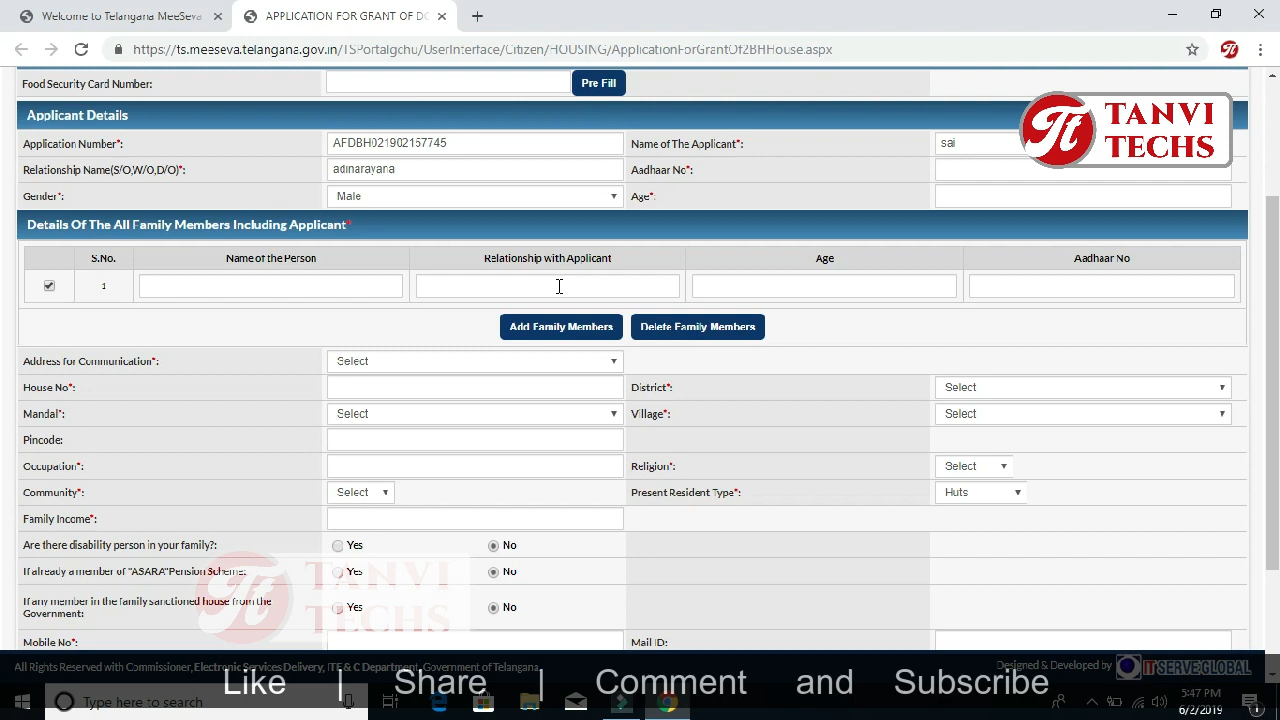 Welcome to Telangana MeeSeva
APPLICATION FOR GRANT OF DO
https://ts.meeseva.telangana.gov.in/TSPortalgchu/UserInterface/Citizen/HOUSING/ApplicationForGrantOf2BHHouse.aspx
Food Security Card Number:
Pre Fill
TANVI
TECHS
Applicant Details
Application Number*: AFDBH021902157745 Name of The Applicant*: sai
Relationship Name(S/O,W/O,D/O)*: adinarayana Aadhaar No*:
Gender*: Male Age*:
Details Of The All Family Members Including Applicant*
S.No. Name of the Person Relationship with Applicant Age Aadhaar No
1
Add Family Members Delete Family Members
Address for Communication*: Select
House No*: District*: Select
Mandal*: Select Village*: Select
Pincode:
Occupation*: Religion*: Select
Community*: Select Present Resident Type*: Huts
Family Income*:
Are there disability person in your family?: Yes No
If already a member of "ASARA"Pension Scheme: Yes No
If any member in the family sanctioned house from the
Government: Yes No
TANVI
TECHS
Mobile No*: Mail ID:
All Rights Reserved with Commissioner, Electronic Services Delivery, IT E & C Department, Government of Telangana
Designed & Developed by ITSERVEGLOBAL
Like | Share | Comment and Subscribe
Type here to search
5:47 PM
6/2/2019